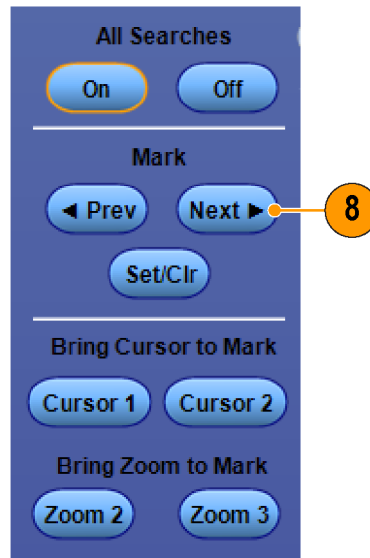 All Searches
On Off
Mark
◄ Prev Next ►
8
Set/Clr
Bring Cursor to Mark
Cursor 1 Cursor 2
Bring Zoom to Mark
Zoom 2 Zoom 3